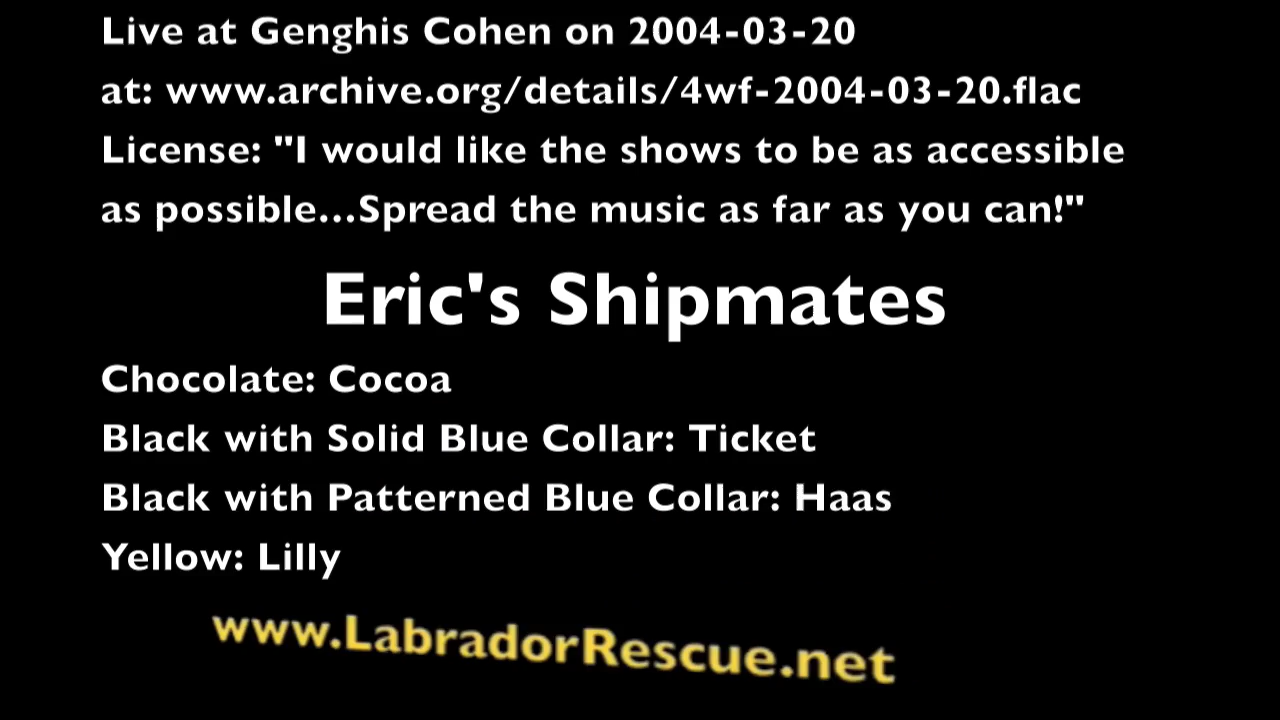 Live at Genghis Cohen on 2004-03-20
at: www.archive.org/details/4wf-2004-03-20.flac
License: "I would like the shows to be as accessible
as possible...Spread the music as far as you can!"
Eric's Shipmates
Chocolate: Cocoa
Black with Solid Blue Collar: Ticket
Black with Patterned Blue Collar: Haas
Yellow: Lilly
www.LabradorRescue.net